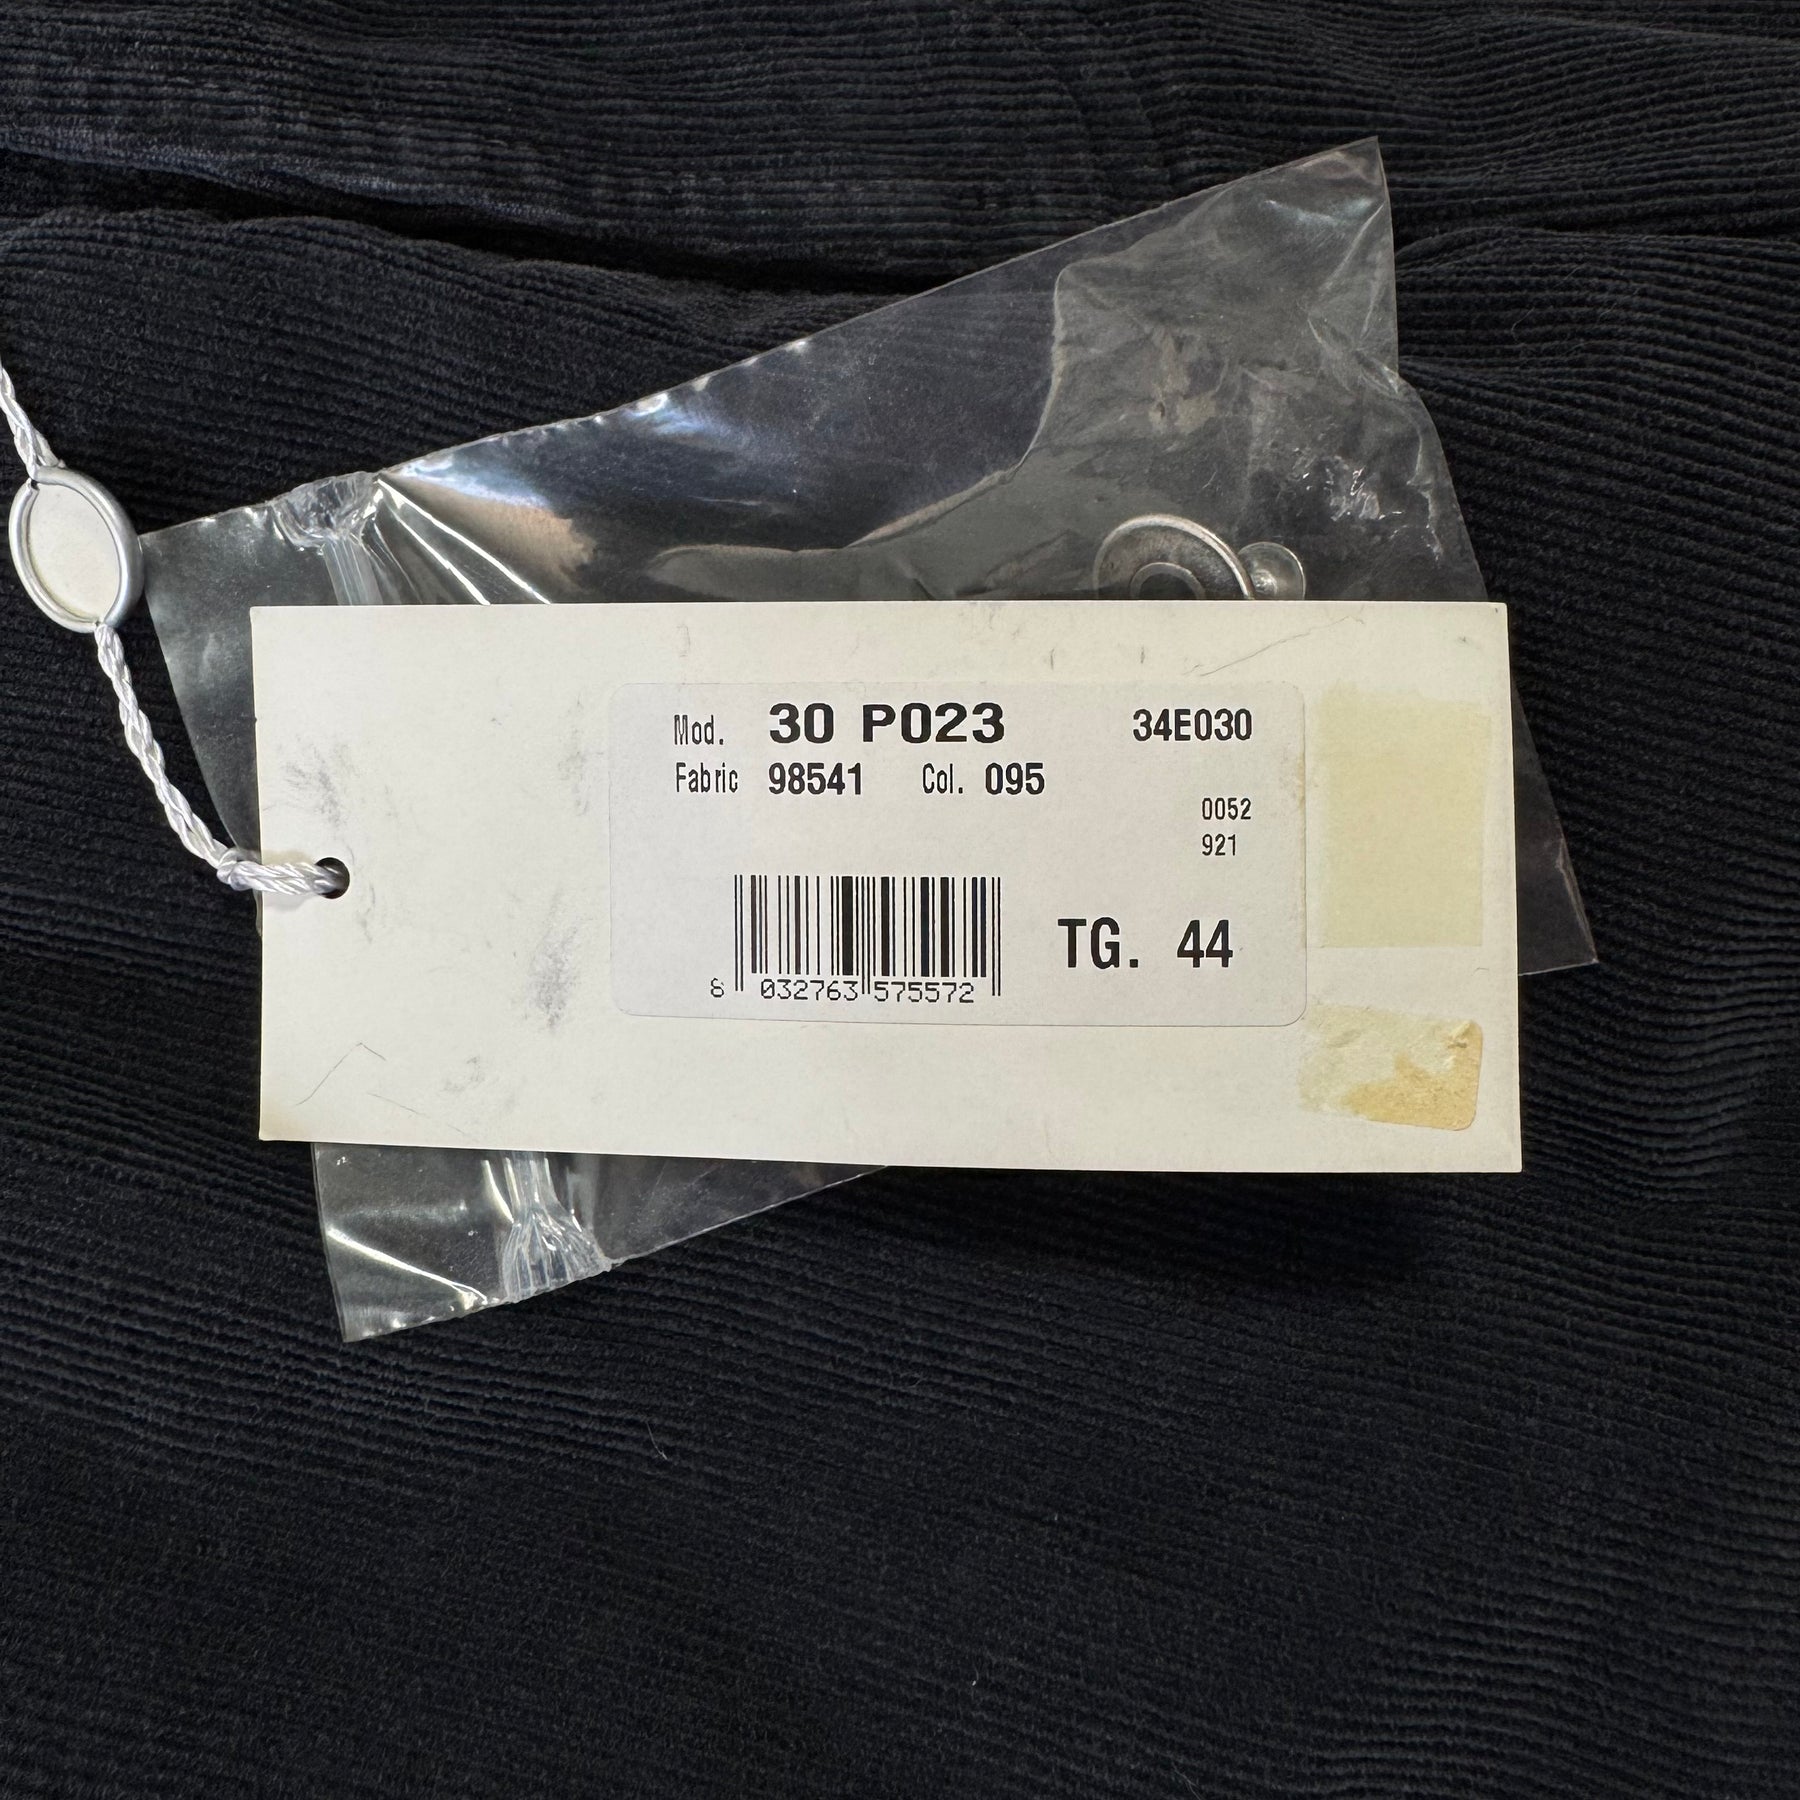 Mod. 30 P023 34E030
Fabric 98541 Col. 095
0052
921
TG. 44
8 032763 575572